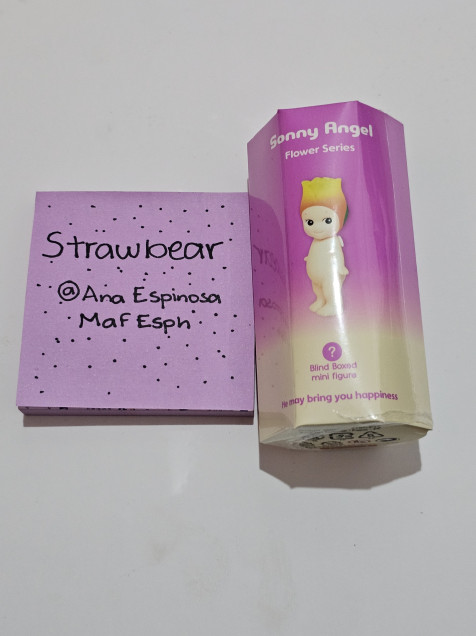 Strawbear
@Ana Espinosa
Maf Esph
Sonny Angel
Flower Series
?
Blind Boxed
mini figure
He may bring you happiness